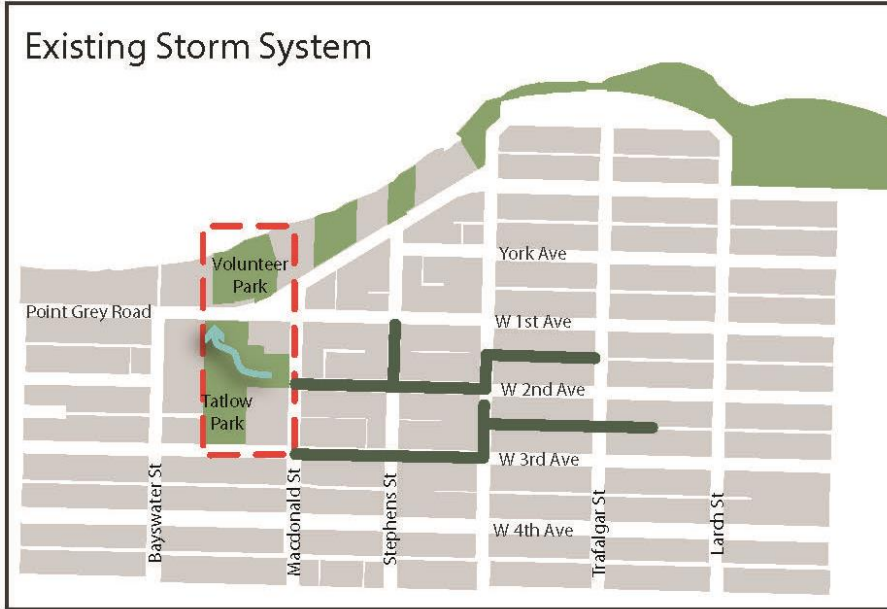 Existing Storm System
Volunteer
Park
York Ave
Point Grey Road
W 1st Ave
W 2nd Ave
Tatlow
Park
W 3rd Ave
W 4th Ave
Bayswater St
Macdonald St
Stephens St
Trafalgar St
Larch St